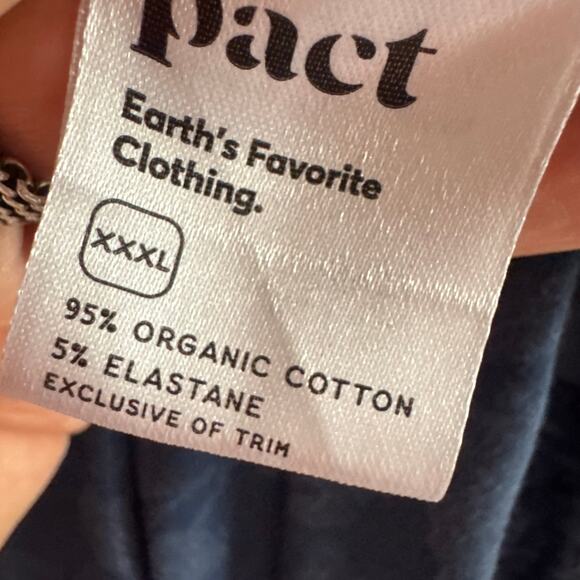 pact
Earth's Favorite
Clothing.
XXXL
95% ORGANIC COTTON
5% ELASTANE
EXCLUSIVE OF TRIM